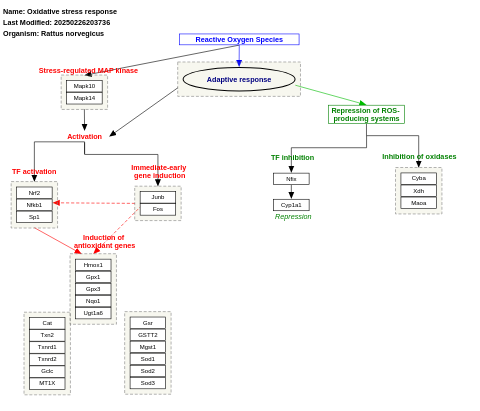 Name: Oxidative stress response
Last Modified: 20250226203736
Organism: Rattus norvegicus
Reactive Oxygen Species
Stress-regulated MAP kinase
Mapk10
Mapk14
Adaptive response
Repression of ROS-
producing systems
Activation
TF activation
Nrf2
Nfkb1
Sp1
Immediate-early
gene induction
Junb
Fos
TF inhibition
Nfix
Cyp1a1
Repression
Inhibition of oxidases
Cyba
Xdh
Maoa
Induction of
antioxidant genes
Hmox1
Gpx1
Gpx3
Nqo1
Ugt1a6
Cat
Txn2
Txnrd1
Txnrd2
Gclc
MT1X
Gsr
GSTT2
Mgst1
Sod1
Sod2
Sod3